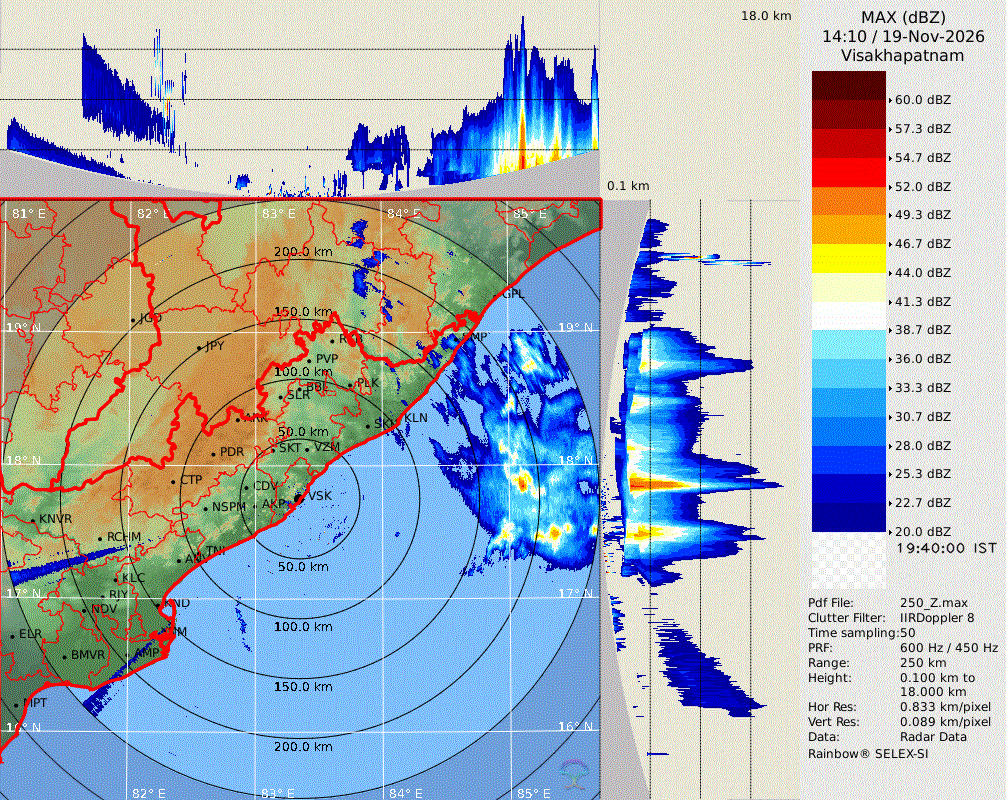 18.0 km
0.1 km
MAX (dBZ)
14:10 / 19-Nov-2026
Visakhapatnam
60.0 dBZ
57.3 dBZ
54.7 dBZ
52.0 dBZ
49.3 dBZ
46.7 dBZ
44.0 dBZ
41.3 dBZ
38.7 dBZ
36.0 dBZ
33.3 dBZ
30.7 dBZ
28.0 dBZ
25.3 dBZ
22.7 dBZ
20.0 dBZ
19:40:00 IST
Pdf File: 250_Z.max
Clutter Filter: IIRDoppler 8
Time sampling:50
PRF: 600 Hz / 450 Hz
Range: 250 km
Height: 0.100 km to
18.000 km
Hor Res: 0.833 km/pixel
Vert Res: 0.089 km/pixel
Data: Radar Data
Rainbow® SELEX-SI
81° E 82° E 83° E 84° E 85° E
200.0 km
GPL
150.0 km
JGD
19° N 19° N
JPY
PVP
100.0 km
BBL PLK
SLR
KLN
50.0 km
SKT VZM
PDR
18° N 18° N
CTP
CDV
VSK
NSPM AKP
KNVR
RCHM
TNI
50.0 km
KLC
RJY
17° N 17° N
NDV KND
100.0 km
ELR
BMVR AMP
150.0 km
MPT
16° N 16° N
200.0 km
82° E 83° E 84° E 85° E